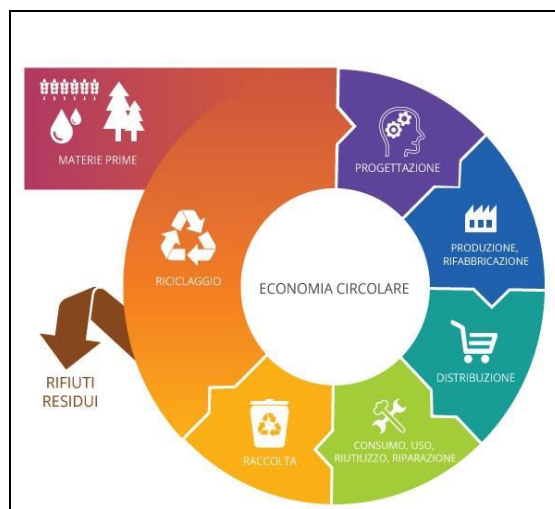 MATERIE PRIME
PROGETTAZIONE
PRODUZIONE,
RIFABBRICAZIONE
RICICLAGGIO
ECONOMIA CIRCOLARE
DISTRIBUZIONE
RIFIUTI
RESIDUI
CONSUMO, USO,
RIUTILIZZO, RIPARAZIONE
RACCOLTA